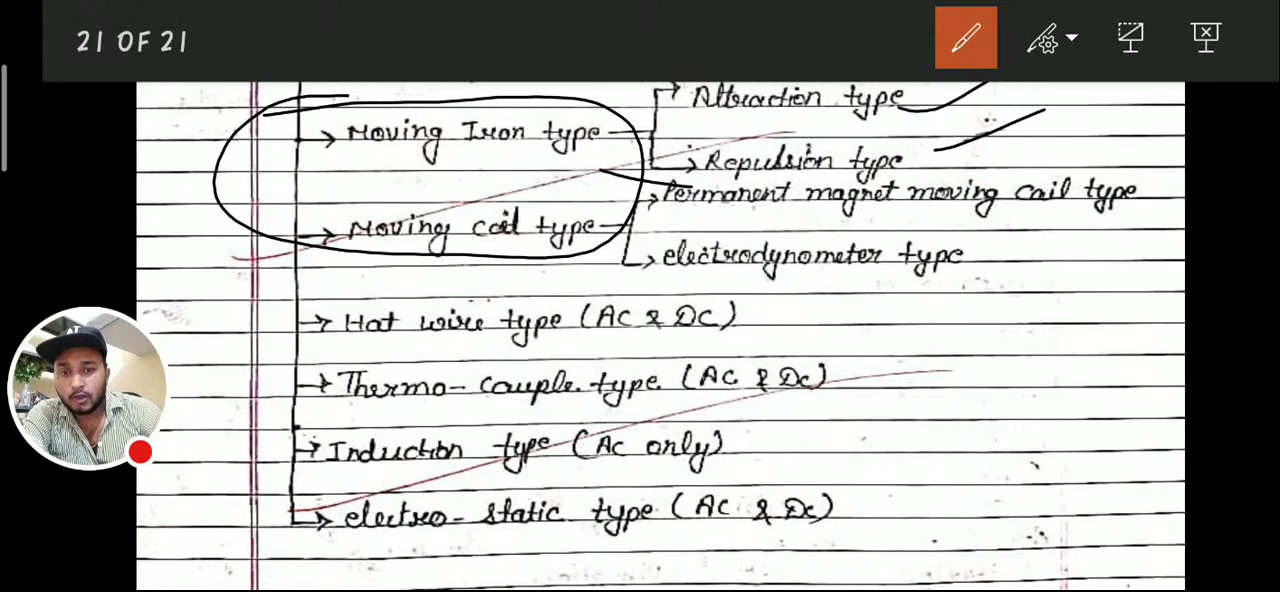 21 OF 21
Attraction type
→ Moving Iron type
→ Repulsion type
→ Permanent magnet moving cail type
→ Moving coil type
→ electrodynometer type
→ Hot wire type (AC & DC)
→ Thermo-couple type (AC & Dc)
→ Induction type (Ac only)
→ electro-static type (AC & Dc)